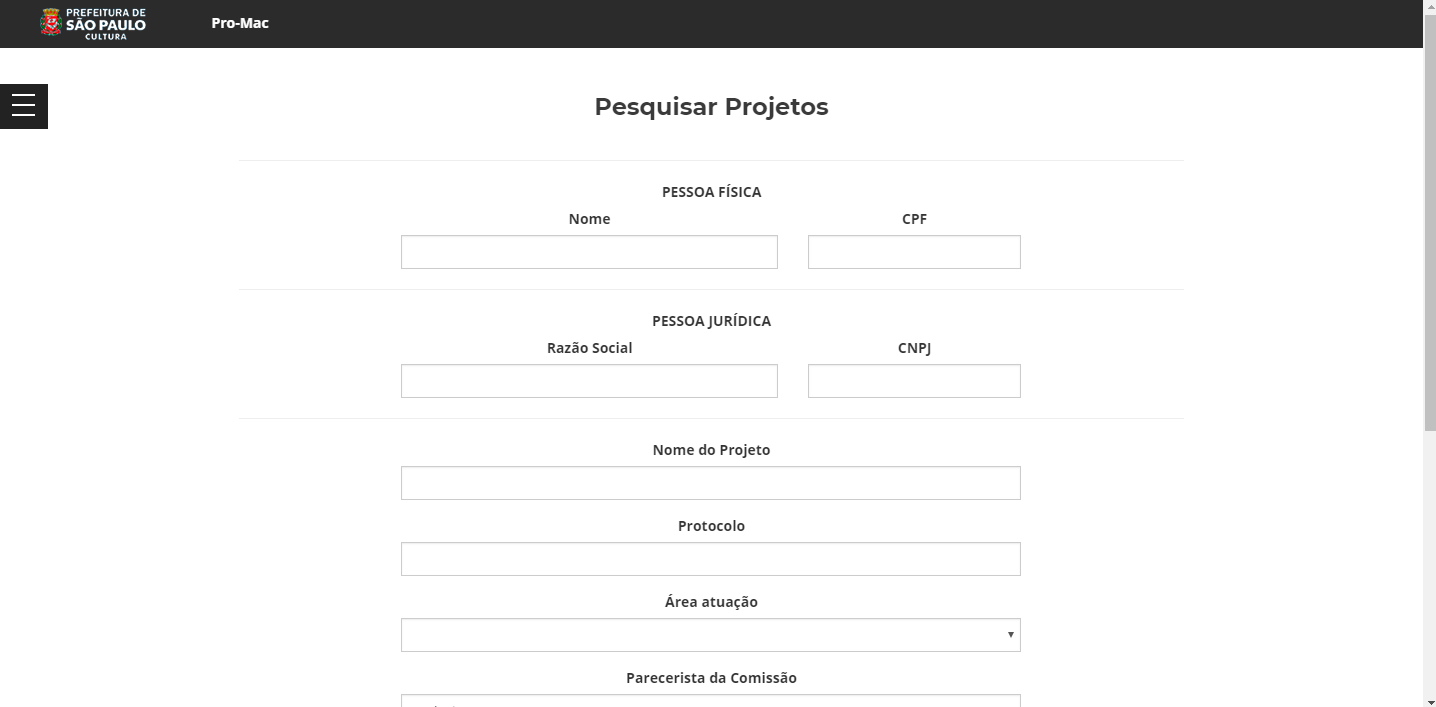 PREFEITURA DE
SÃO PAULO
CULTURA
Pro-Mac
Pesquisar Projetos
PESSOA FÍSICA
Nome CPF
PESSOA JURÍDICA
Razão Social CNPJ
Nome do Projeto
Protocolo
Área atuação
Parecerista da Comissão